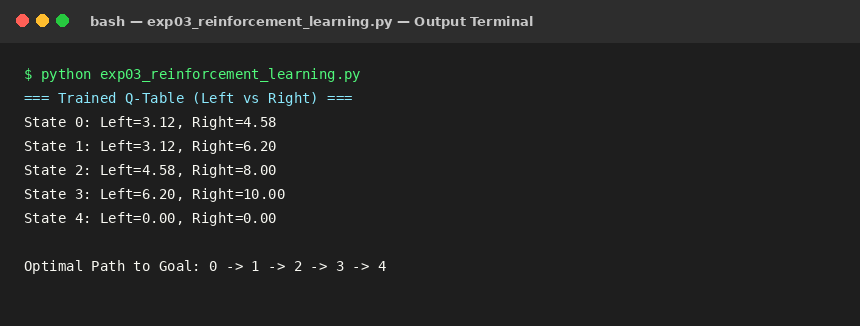 bash — exp03_reinforcement_learning.py — Output Terminal
$ python exp03_reinforcement_learning.py
=== Trained Q-Table (Left vs Right) ===
State 0: Left=3.12, Right=4.58
State 1: Left=3.12, Right=6.20
State 2: Left=4.58, Right=8.00
State 3: Left=6.20, Right=10.00
State 4: Left=0.00, Right=0.00
Optimal Path to Goal: 0 -> 1 -> 2 -> 3 -> 4